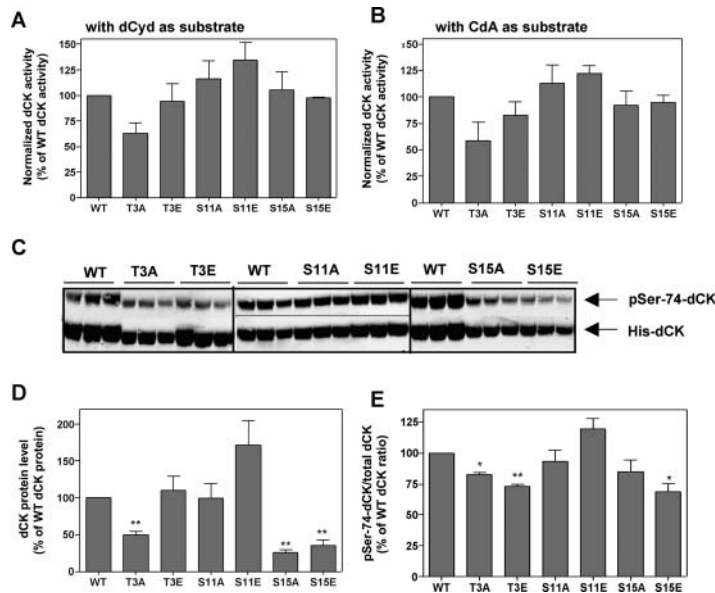 A
with dCyd as substrate
Normalized dCK activity
(% of WT dCK activity)
150
125
100
75
50
25
0
WT T3A T3E S11A S11E S15A S15E
B
with CdA as substrate
Normalized dCK activity
(% of WT dCK activity)
50
125
100
75
50
25
0
WT T3A T3E S11A S11E S15A S15E
C
WT T3A T3E WT S11A S11E WT S15A S15E
pSer-74-dCK
His-dCK
D
dCK protein level
(% of WT dCK protein)
200
150
100
50
0
** ** **
WT T3A T3E S11A S11E S15A S15E
E
pSer-74-dCK/total dCK
(% of WT dCK ratio)
125
100
75
50
25
0
* ** *
WT T3A T3E S11A S11E S15A S15E